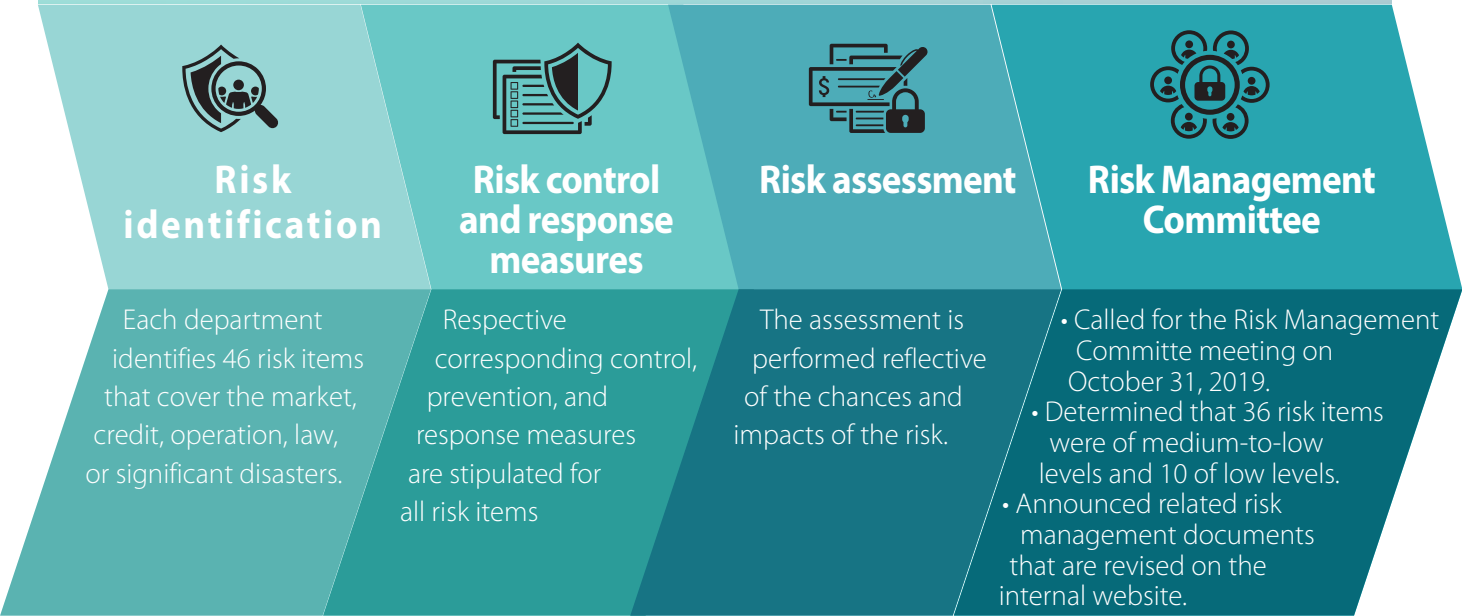 Risk
identification
Each department
identifies 46 risk items
that cover the market,
credit, operation, law,
or significant disasters.
Risk control
and response
measures
Respective
corresponding control,
prevention, and
response measures
are stipulated for
all risk items
$
Risk assessment
The assessment is
performed reflective
of the chances and
impacts of the risk.
Risk Management
Committee
• Called for the Risk Management
Committe meeting on
October 31, 2019.
• Determined that 36 risk items
were of medium-to-low
levels and 10 of low levels.
• Announced related risk
management documents
that are revised on the
internal website.